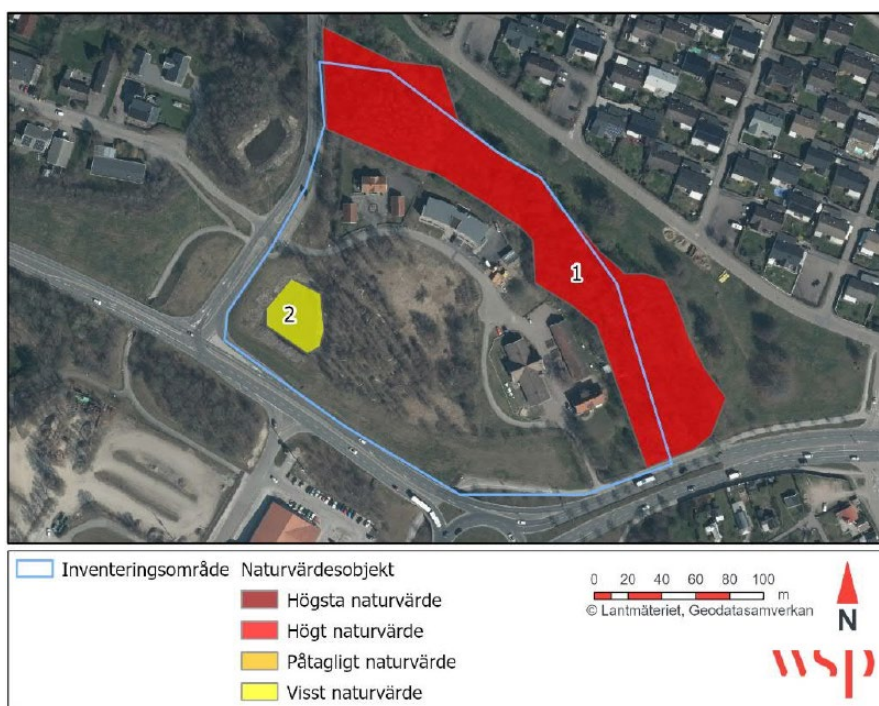 1
2
Inventeringsområde Naturvärdesobjekt
Högsta naturvärde
Högt naturvärde
Påtagligt naturvärde
Visst naturvärde
0 20 40 60 80 100
m
© Lantmäteriet, Geodatasamverkan
N
wsp